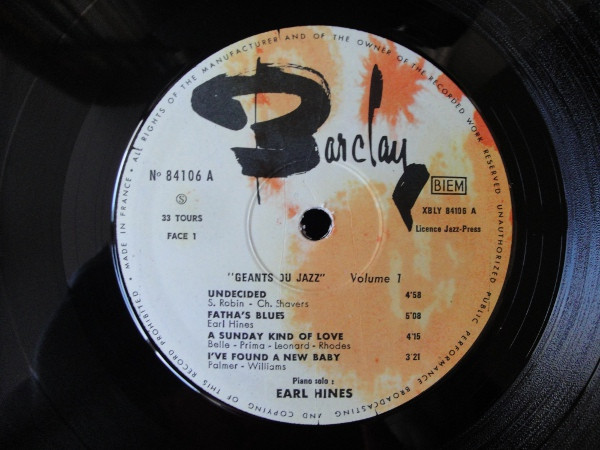 MADE IN FRANCE • ALL RIGHTS OF THE MANUFACTURER AND OF THE OWNER OF THE RECORDED WORK RESERVED UNAUTHORIZED PUBLIC PERFORMANCE BROADCASTING AND COPYING OF THIS RECORD PROHIBITED •
Barclay
Nº 84106 A
S
33 TOURS
FACE 1
BIEM
XBLY 84106 A
Licence Jazz-Press
"GEANTS DU JAZZ" Volume 1
UNDECIDED 4'58
S. Robin - Ch. Shavers
FATHA'S BLUES 5'08
Earl Hines
A SUNDAY KIND OF LOVE 4'15
Belle - Prima - Leonard - Rhodes
I'VE FOUND A NEW BABY 3'21
Palmer - Williams
Piano solo :
EARL HINES